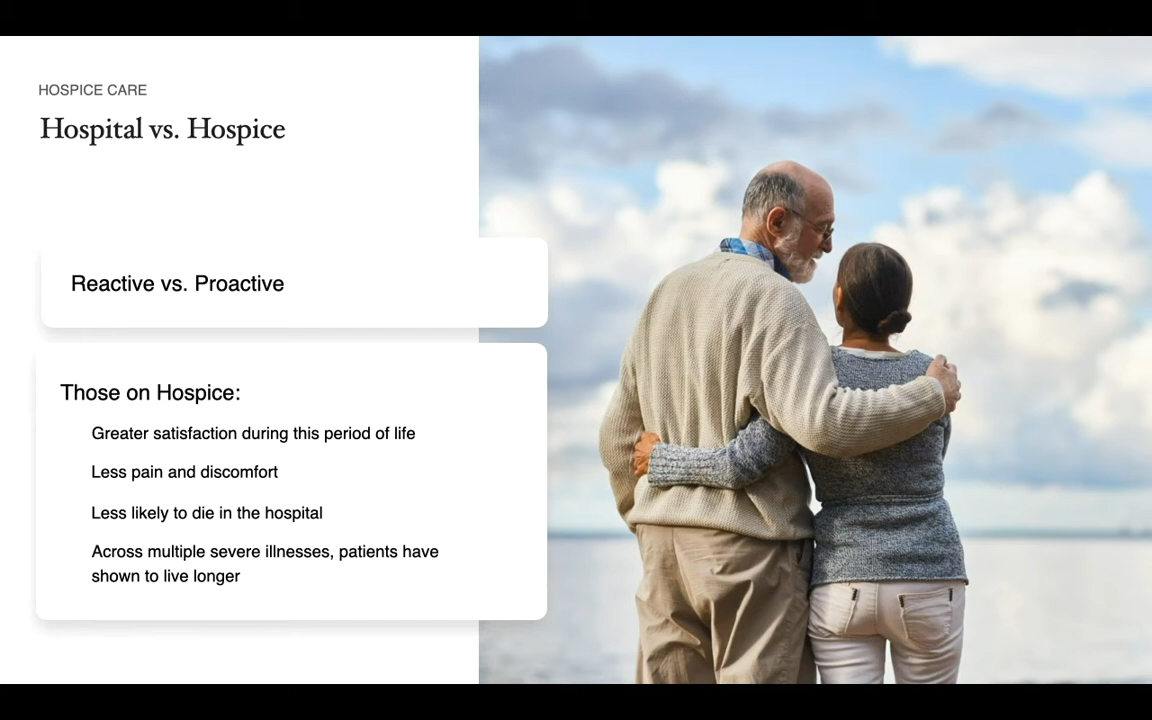 HOSPICE CARE
Hospital vs. Hospice
Reactive vs. Proactive
Those on Hospice:
Greater satisfaction during this period of life
Less pain and discomfort
Less likely to die in the hospital
Across multiple severe illnesses, patients have
shown to live longer